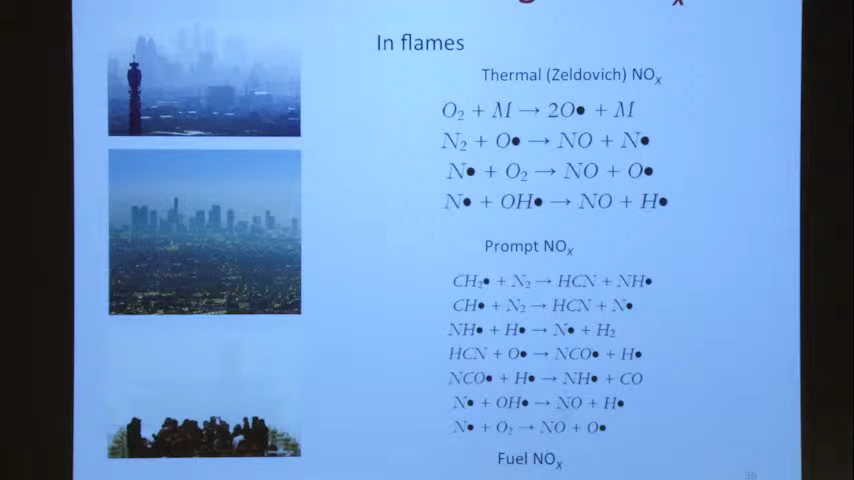 In flames
Thermal (Zeldovich) NOx
O2 + M → 2O• + M
N2 + O• → NO + N•
N• + O2 → NO + O•
N• + OH• → NO + H•
Prompt NOx
CH2• + N2 → HCN + NH•
CH• + N2 → HCN + N•
NH• + H• → N• + H2
HCN + O• → NCO• + H•
NCO• + H• → NH• + CO
N• + OH• → NO + H•
N• + O2 → NO + O•
Fuel NOx